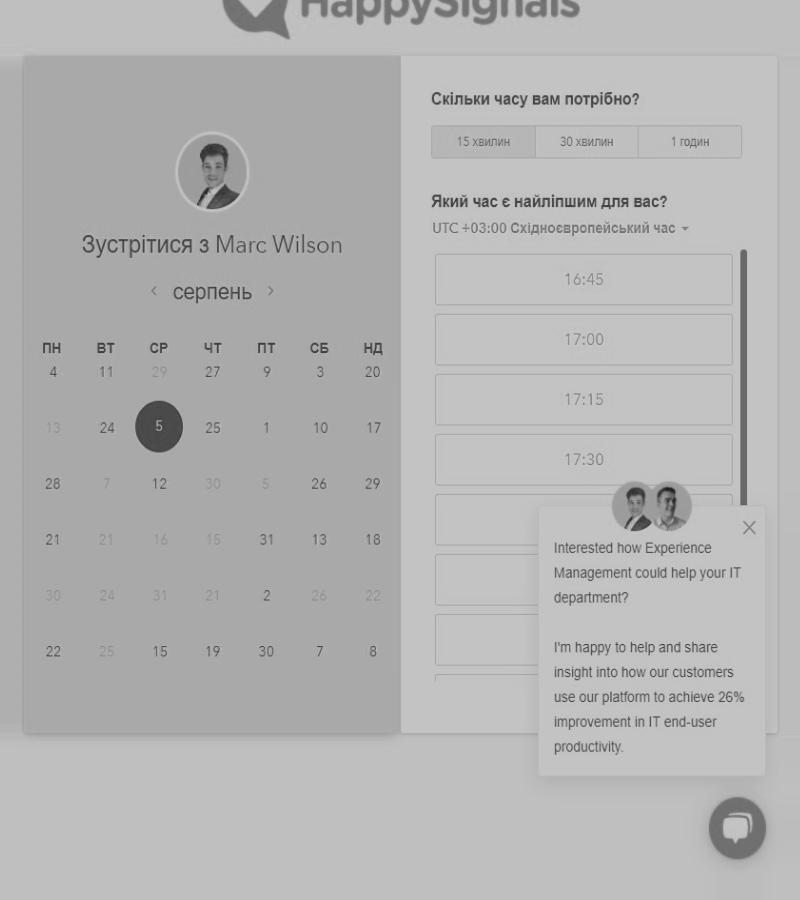 HappySignals
Зустрітися з Marc Wilson
серпень
ПН ВТ СР ЧТ ПТ СБ НД
4 11 29 27 9 3 20
13 24 5 25 1 10 17
28 7 12 30 5 26 29
21 21 16 15 31 13 18
30 24 31 21 2 26 22
22 25 15 19 30 7 8
Скільки часу вам потрібно?
15 хвилин 30 хвилин 1 годин
Який час є найліпшим для вас?
UTC +03:00 Східноєвропейський час
16:45
17:00
17:15
17:30
Interested how Experience
Management could help your IT
department?
I'm happy to help and share
insight into how our customers
use our platform to achieve 26%
improvement in IT end-user
productivity.